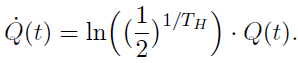 Q̇(t) = ln((1/2)^{1/T_H}) · Q(t).